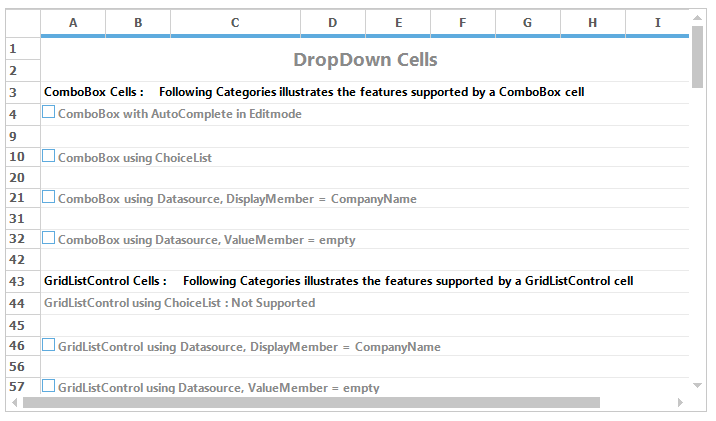 A B C D E F G H I
1
DropDown Cells
2
3 ComboBox Cells : Following Categories illustrates the features supported by a ComboBox cell
4 ComboBox with AutoComplete in Editmode
9
10 ComboBox using ChoiceList
20
21 ComboBox using Datasource, DisplayMember = CompanyName
31
32 ComboBox using Datasource, ValueMember = empty
42
43 GridListControl Cells : Following Categories illustrates the features supported by a GridListControl cell
44 GridListControl using ChoiceList : Not Supported
45
46 GridListControl using Datasource, DisplayMember = CompanyName
56
57 GridListControl using Datasource, ValueMember = empty